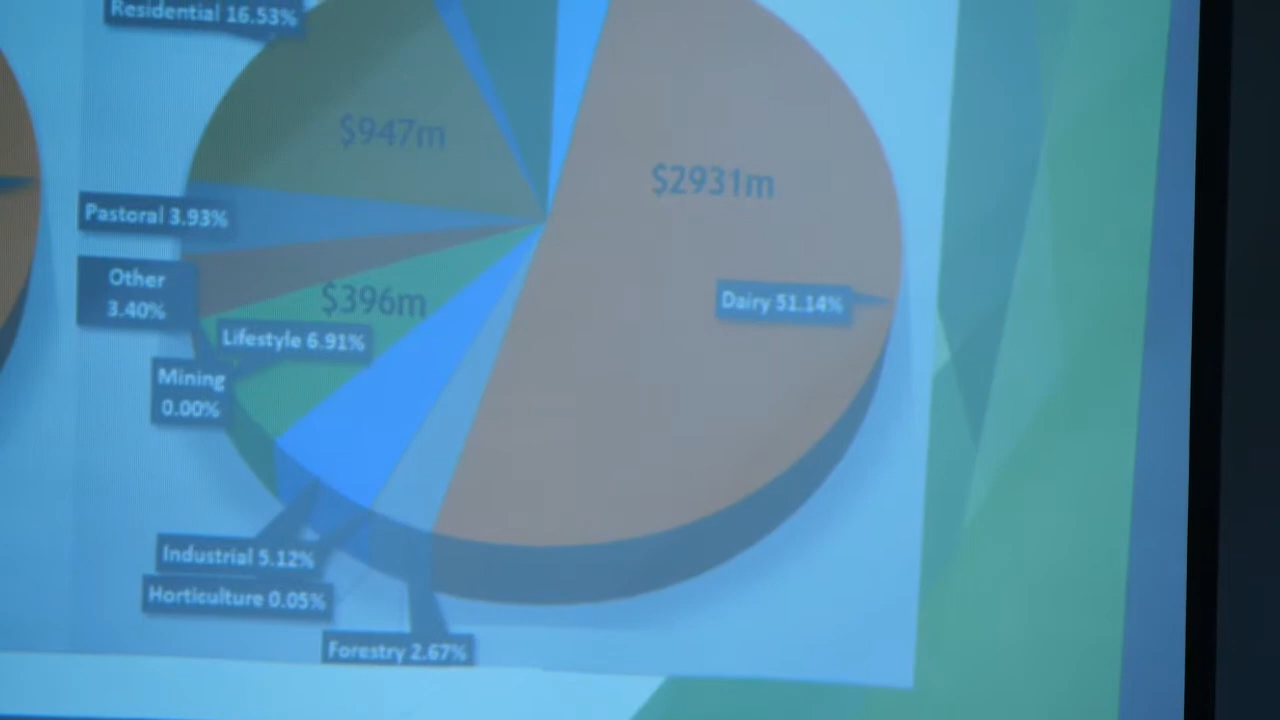 Residential 16.53%
$947m
$2931m
Pastoral 3.93%
Other
3.40%
$396m
Dairy 51.14%
Lifestyle 6.91%
Mining
0.00%
Industrial 5.12%
Horticulture 0.05%
Forestry 2.67%